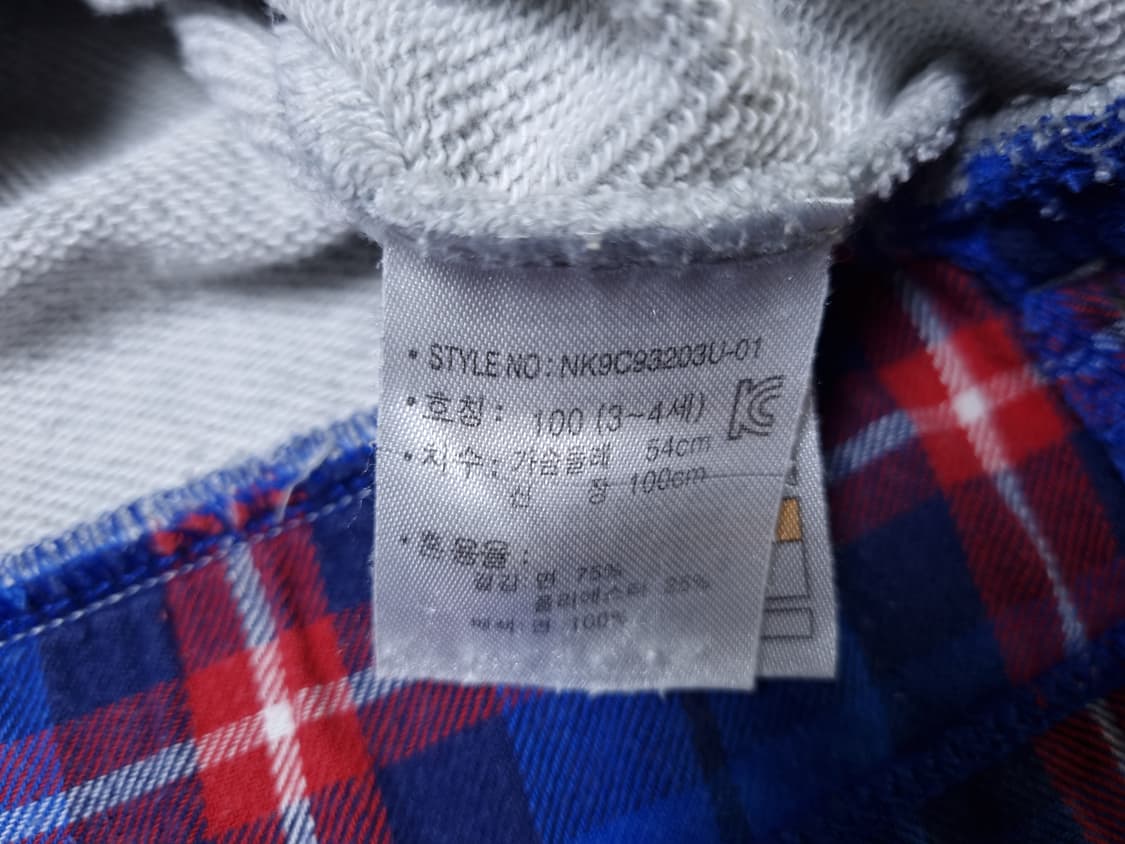 • STYLE NO : NK9C93203U-01
• 호칭 : 100 (3~4세)
• 치수 : 가슴둘레 54cm
신 장 100cm
• 혼용율 :
겉감 면 75%
폴리에스터 25%
배색 면 100%